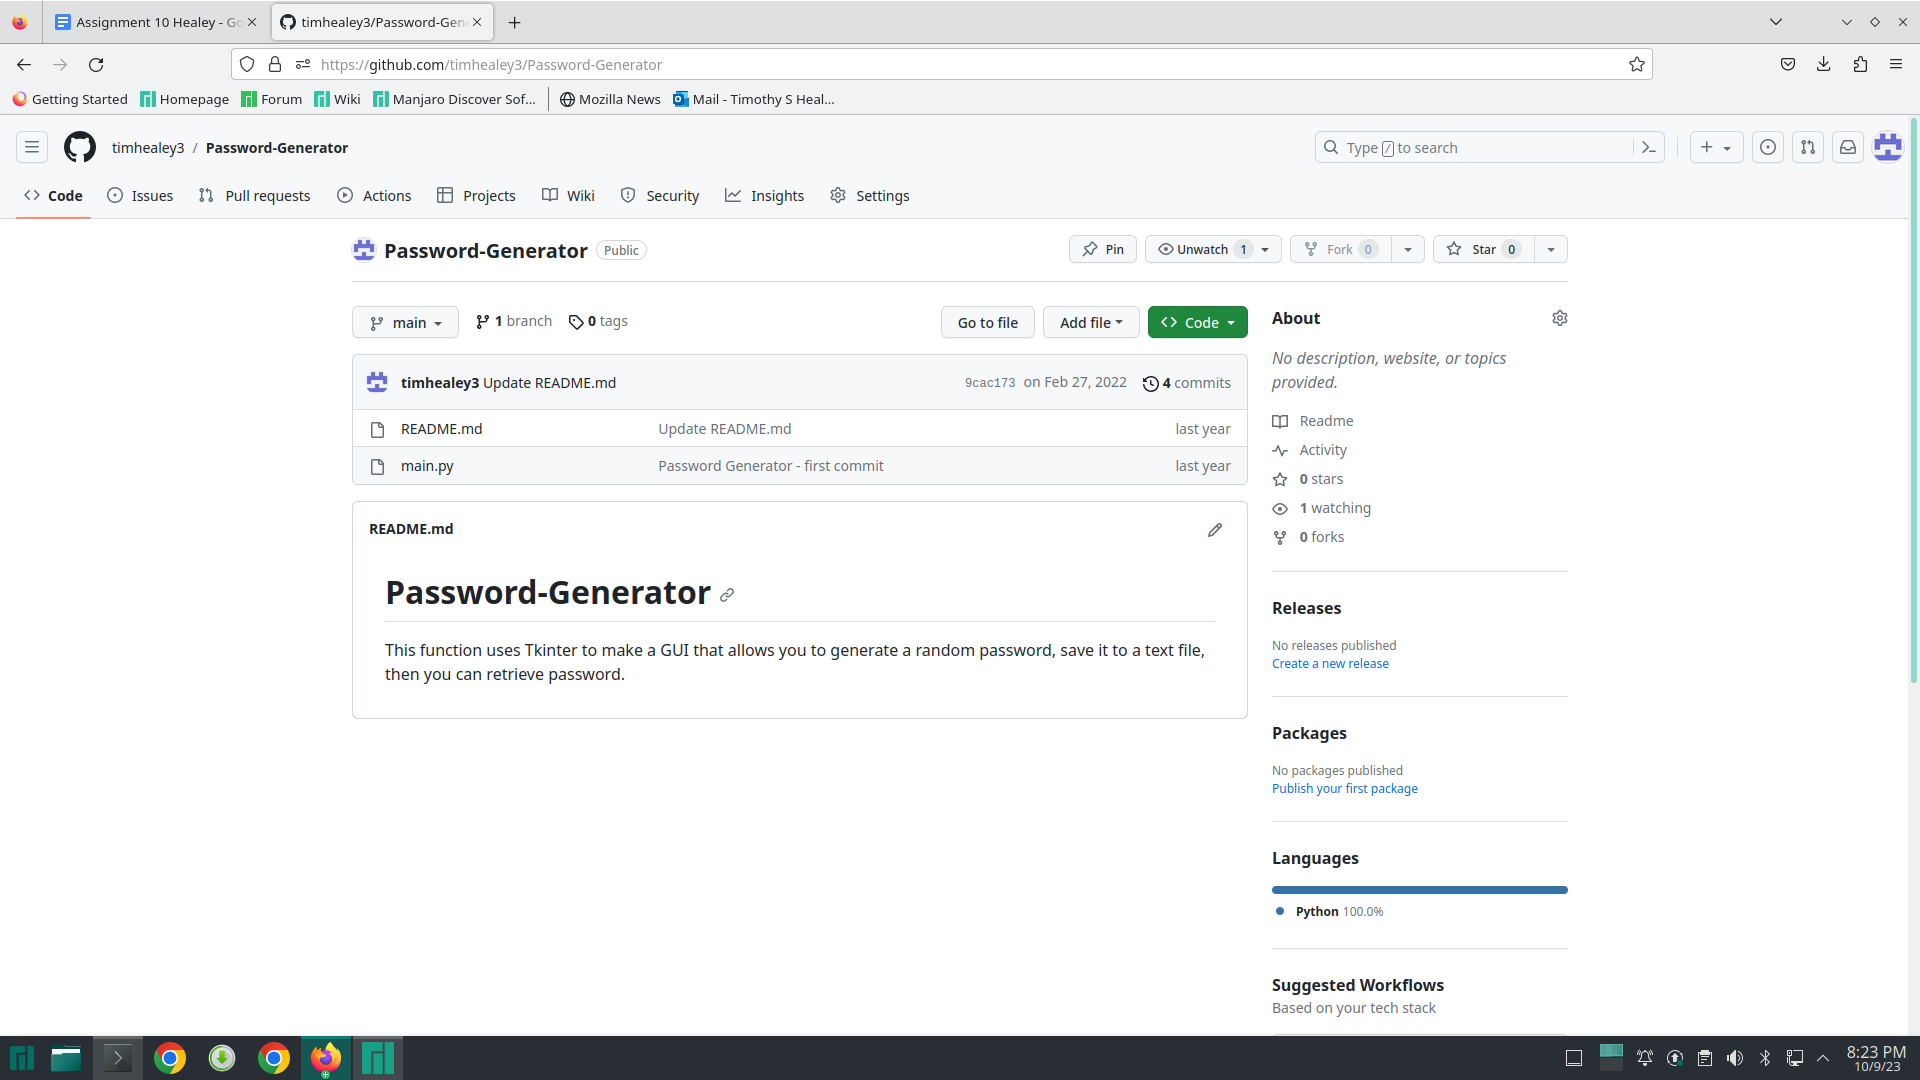 Assignment 10 Healey - Go
timhealey3/Password-Gen
https://github.com/timhealey3/Password-Generator
Getting Started Homepage Forum Wiki Manjaro Discover Sof... Mozilla News Mail - Timothy S Heal...
timhealey3 / Password-Generator
Type / to search
Code Issues Pull requests Actions Projects Wiki Security Insights Settings
Password-Generator Public
Pin Unwatch 1 Fork 0 Star 0
main 1 branch 0 tags
Go to file Add file Code
timhealey3 Update README.md 9cac173 on Feb 27, 2022 4 commits
README.md Update README.md last year
main.py Password Generator - first commit last year
README.md
Password-Generator
This function uses Tkinter to make a GUI that allows you to generate a random password, save it to a text file,
then you can retrieve password.
About
No description, website, or topics
provided.
Readme
Activity
0 stars
1 watching
0 forks
Releases
No releases published
Create a new release
Packages
No packages published
Publish your first package
Languages
Python 100.0%
Suggested Workflows
Based on your tech stack
8:23 PM
10/9/23